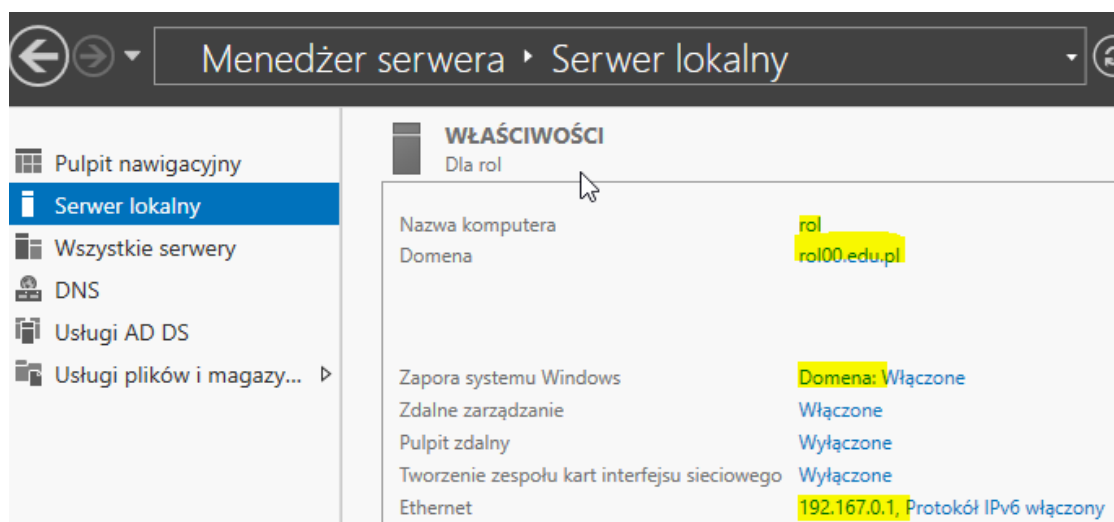 Menedżer serwera ‣ Serwer lokalny
Pulpit nawigacyjny
Serwer lokalny
Wszystkie serwery
DNS
Usługi AD DS
Usługi plików i magazy...
WŁAŚCIWOŚCI
Dla rol
Nazwa komputera rol
Domena rol00.edu.pl
Zapora systemu Windows Domena: Włączone
Zdalne zarządzanie Włączone
Pulpit zdalny Wyłączone
Tworzenie zespołu kart interfejsu sieciowego Wyłączone
Ethernet 192.167.0.1, Protokół IPv6 włączony